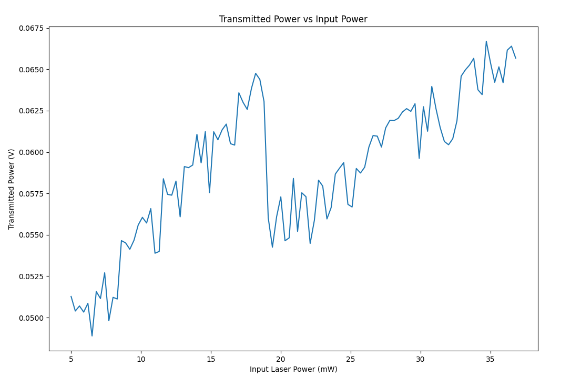 Transmitted Power vs Input Power
0.0675
0.0650
0.0625
0.0600
0.0575
0.0550
0.0525
0.0500
Transmitted Power (V)
5 10 15 20 25 30 35
Input Laser Power (mW)